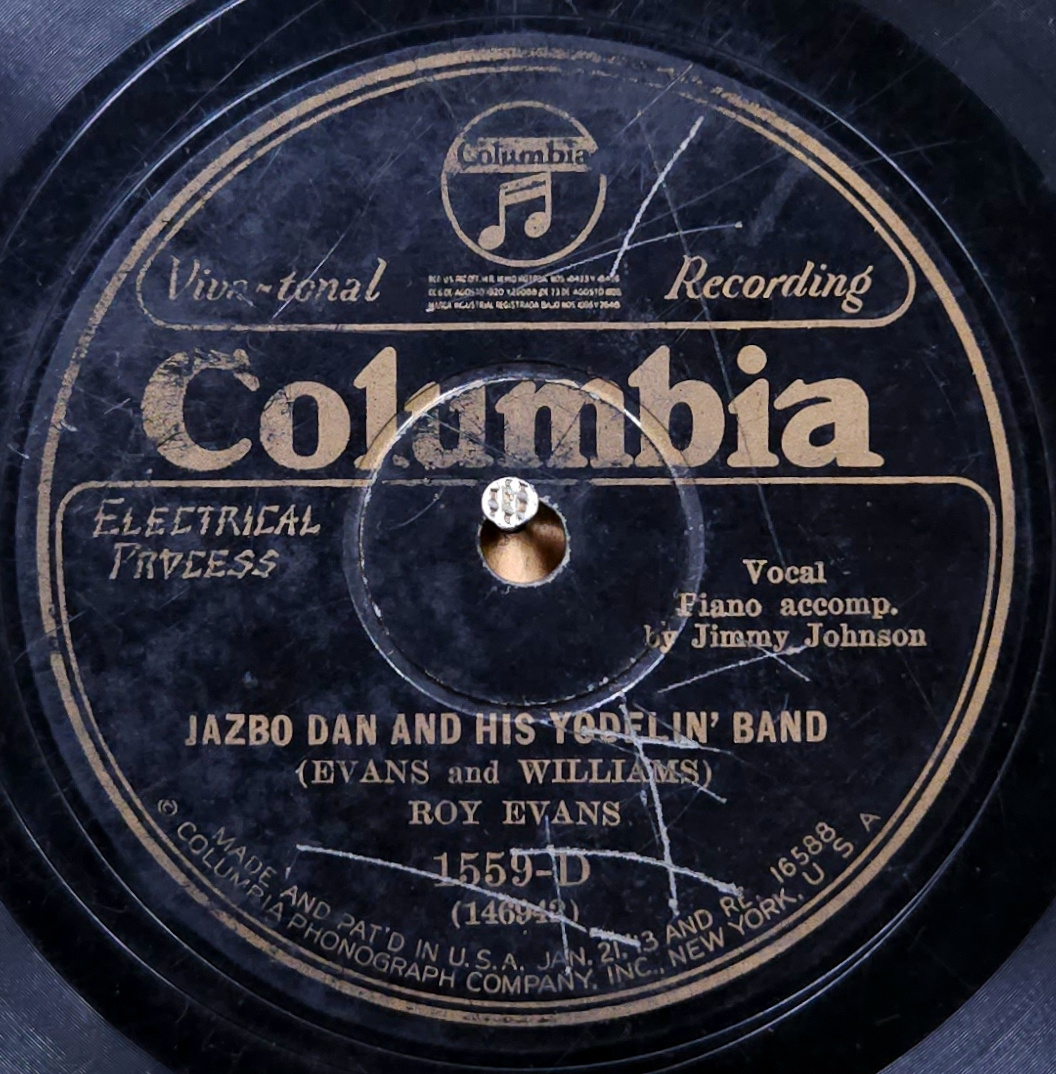 Columbia
Viva-tonal
Recording
Columbia
ELECTRICAL
PROCESS
Vocal
Piano accomp.
by Jimmy Johnson
JAZBO DAN AND HIS YODELIN' BAND
(EVANS and WILLIAMS)
ROY EVANS
1559-D
MADE AND PAT'D IN U.S.A. JAN. 21, '13 AND RE 16588
© COLUMBIA PHONOGRAPH COMPANY, INC., NEW YORK, U S A